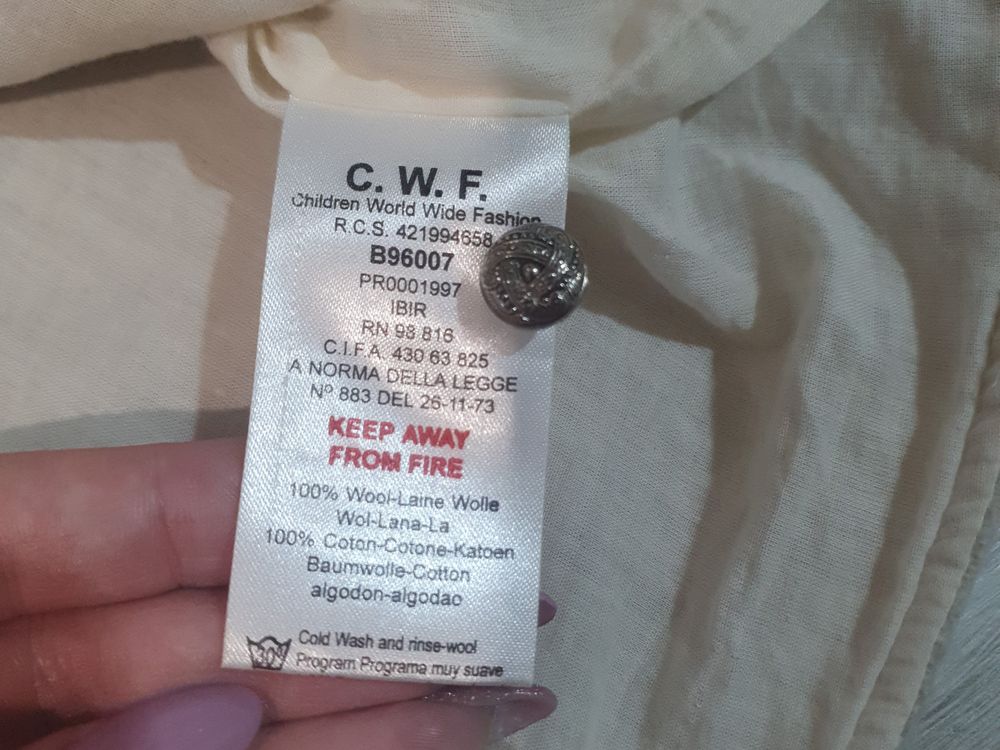 C. W. F.
Children World Wide Fashion
R.C.S. 421994658
B96007
PR0001997
IBIR
RN 98 816
C.I.F.A. 430 63 825
A NORMA DELLA LEGGE
Nº 883 DEL 26-11-73
KEEP AWAY
FROM FIRE
100% Wool-Laine Wolle
Wol-Lana-La
100% Coton-Cotone-Katoen
Baumwolle-Cotton
algodon-algodao
30° Cold Wash and rinse-wool
Program Programa muy suave